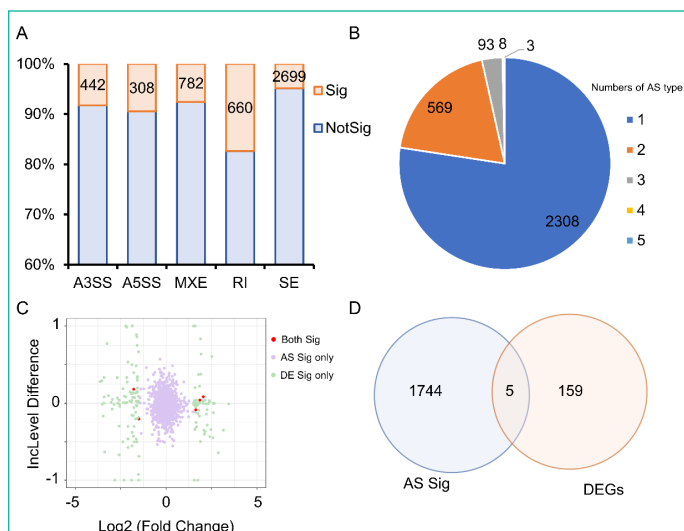 A
100%
90%
80%
70%
60%
442
308
782
660
2699
Sig
NotSig
A3SS
A5SS
MXE
RI
SE
B
93
8
3
569
2308
Numbers of AS type
1
2
3
4
5
C
IncLevel Difference
1
0
-1
-5
0
5
Log2 (Fold Change)
Both Sig
AS Sig only
DE Sig only
D
1744
5
159
AS Sig
DEGs